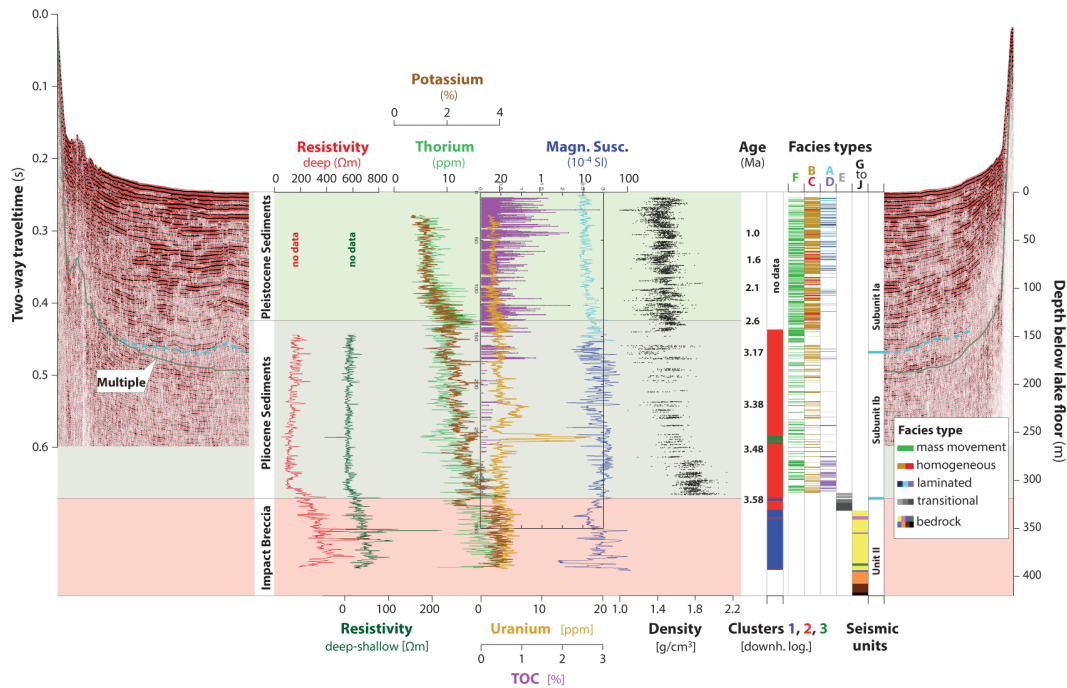 0.0
0.1
0.2
0.3
0.4
0.5
0.6
Two-way traveltime (s)
Multiple
Potassium
(%)
0 2 4
Resistivity
deep (Ωm)
Thorium
(ppm)
Magn. Susc.
(10⁻⁴ SI)
Age
(Ma)
Facies types
F
B
C
A
D
E
G
to
J
0 200 400 600 800
0 10 20
1 10 100
Pleistocene Sediments
Pliocene Sediments
Impact Breccia
no data
no data
no data
1.0
1.6
2.1
2.6
3.17
3.38
3.48
3.58
Subunit Ia
Subunit Ib
Unit II
Facies type
mass movement
homogeneous
laminated
transitional
bedrock
0
50
100
150
200
250
300
350
400
Depth below lake floor (m)
0 100 200
0 10 20
1.0 1.4 1.8 2.2
Resistivity
deep-shallow [Ωm]
Uranium [ppm]
Density
[g/cm³]
Clusters 1, 2, 3
[downh. log.]
Seismic
units
0 1 2 3
TOC [%]